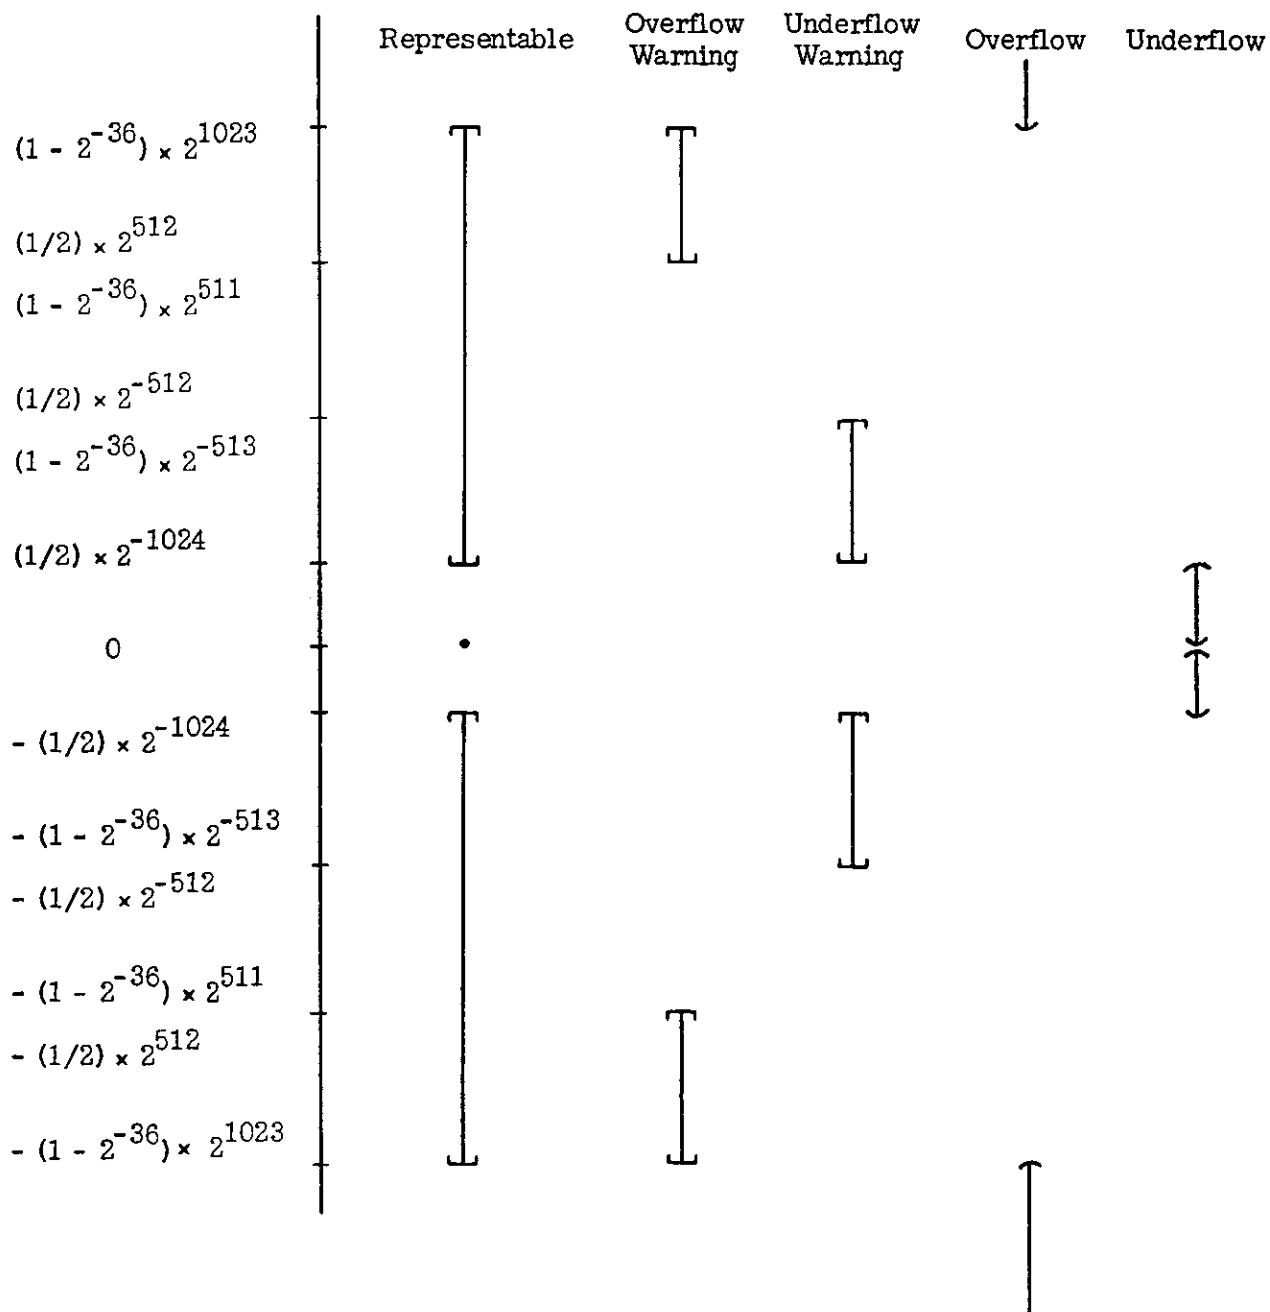 Representable Overflow Warning Underflow Warning Overflow Underflow
(1 - 2^-36) × 2^1023
(1/2) × 2^512
(1 - 2^-36) × 2^511
(1/2) × 2^-512
(1 - 2^-36) × 2^-513
(1/2) × 2^-1024
0
- (1/2) × 2^-1024
- (1 - 2^-36) × 2^-513
- (1/2) × 2^-512
- (1 - 2^-36) × 2^511
- (1/2) × 2^512
- (1 - 2^-36) × 2^1023